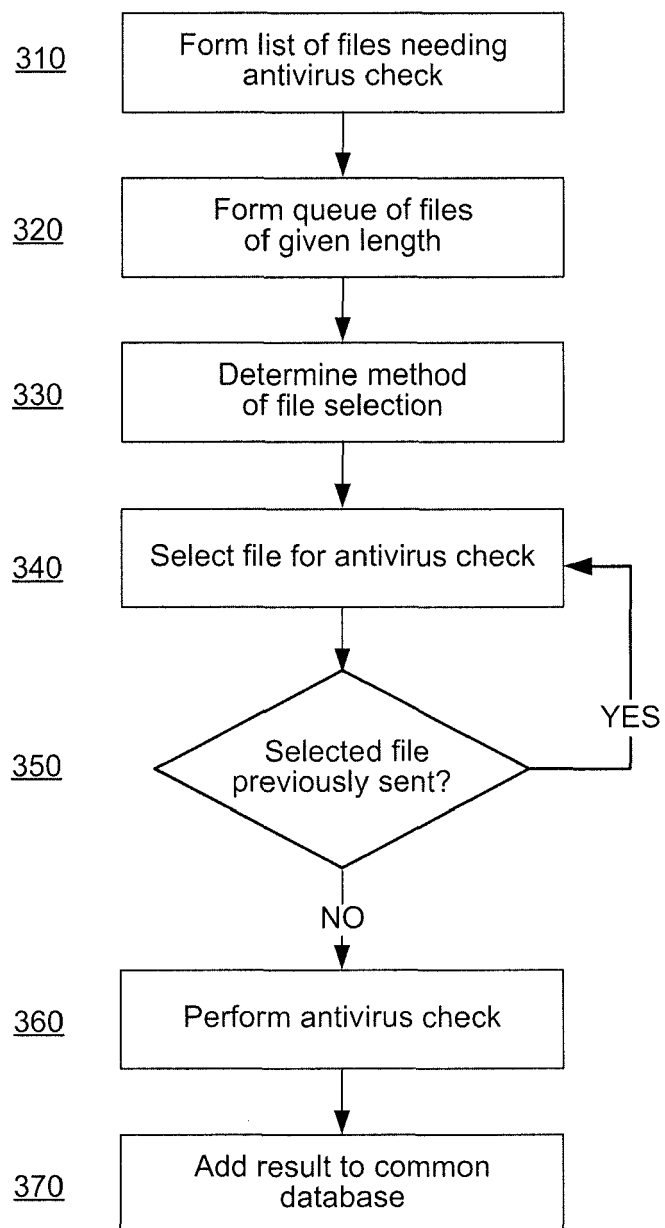 310
Form list of files needing
antivirus check
320
Form queue of files
of given length
330
Determine method
of file selection
340
Select file for antivirus check
YES
350
Selected file
previously sent?
NO
360
Perform antivirus check
370
Add result to common
database